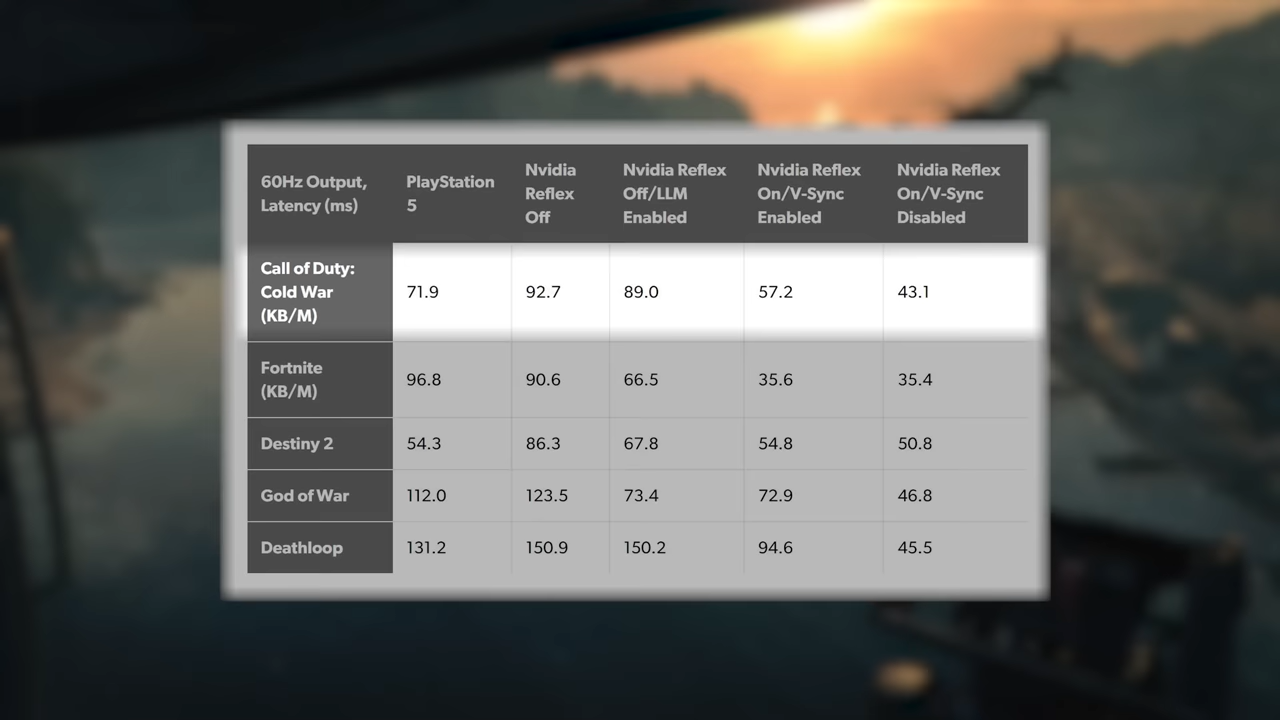 60Hz Output, Latency (ms) PlayStation 5 Nvidia Reflex Off Nvidia Reflex Off/LLM Enabled Nvidia Reflex On/V-Sync Enabled Nvidia Reflex On/V-Sync Disabled
Call of Duty: Cold War (KB/M) 71.9 92.7 89.0 57.2 43.1
Fortnite (KB/M) 96.8 90.6 66.5 35.6 35.4
Destiny 2 54.3 86.3 67.8 54.8 50.8
God of War 112.0 123.5 73.4 72.9 46.8
Deathloop 131.2 150.9 150.2 94.6 45.5